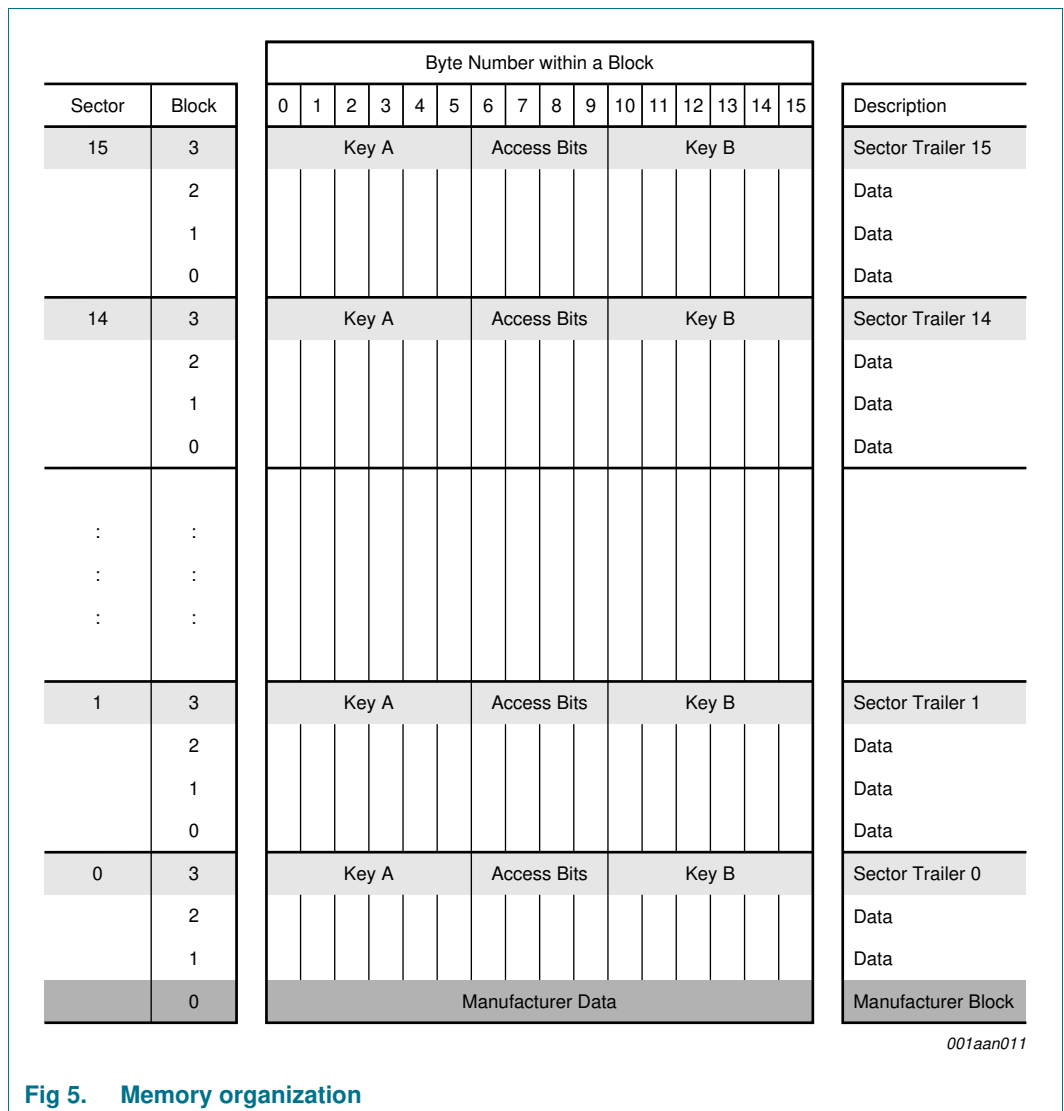 Byte Number within a Block
Sector Block 0 1 2 3 4 5 6 7 8 9 10 11 12 13 14 15 Description
15 3 Key A Access Bits Key B Sector Trailer 15
2 Data
1 Data
0 Data
14 3 Key A Access Bits Key B Sector Trailer 14
2 Data
1 Data
0 Data
: :
: :
: :
1 3 Key A Access Bits Key B Sector Trailer 1
2 Data
1 Data
0 Data
0 3 Key A Access Bits Key B Sector Trailer 0
2 Data
1 Data
0 Manufacturer Data Manufacturer Block
001aan011
Fig 5. Memory organization